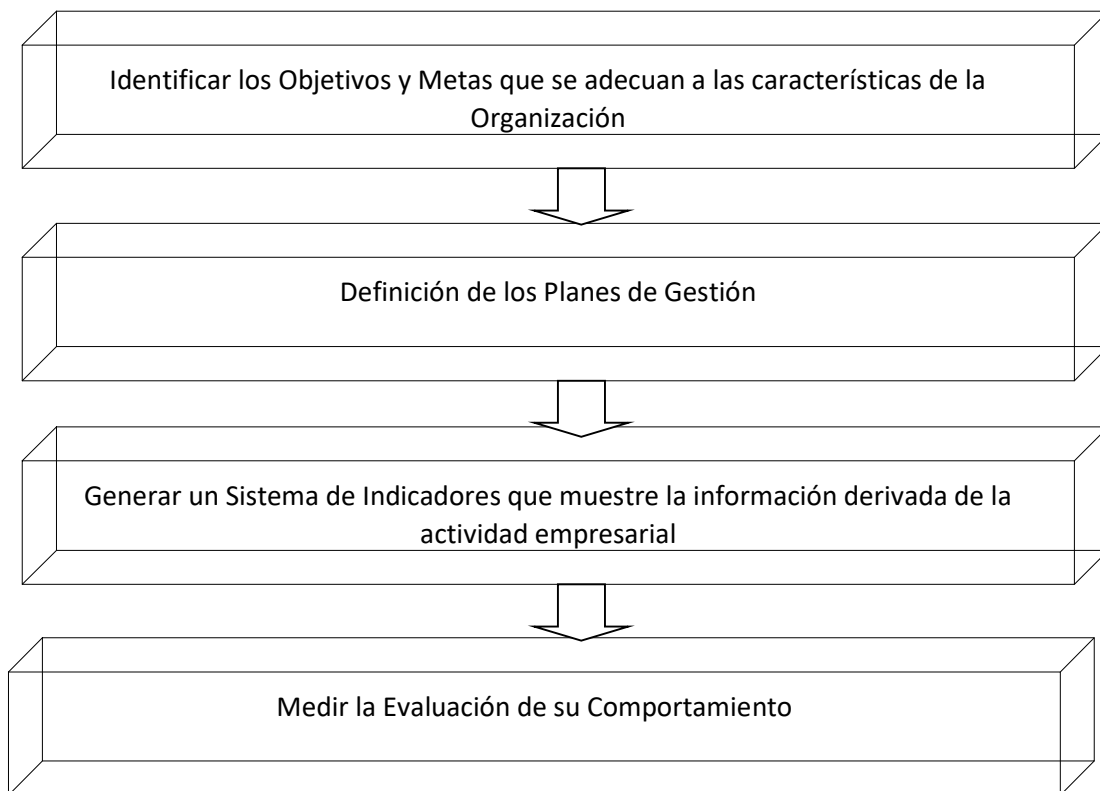 Identificar los Objetivos y Metas que se adecuan a las características de la
Organización
Definición de los Planes de Gestión
Generar un Sistema de Indicadores que muestre la información derivada de la
actividad empresarial
Medir la Evaluación de su Comportamiento